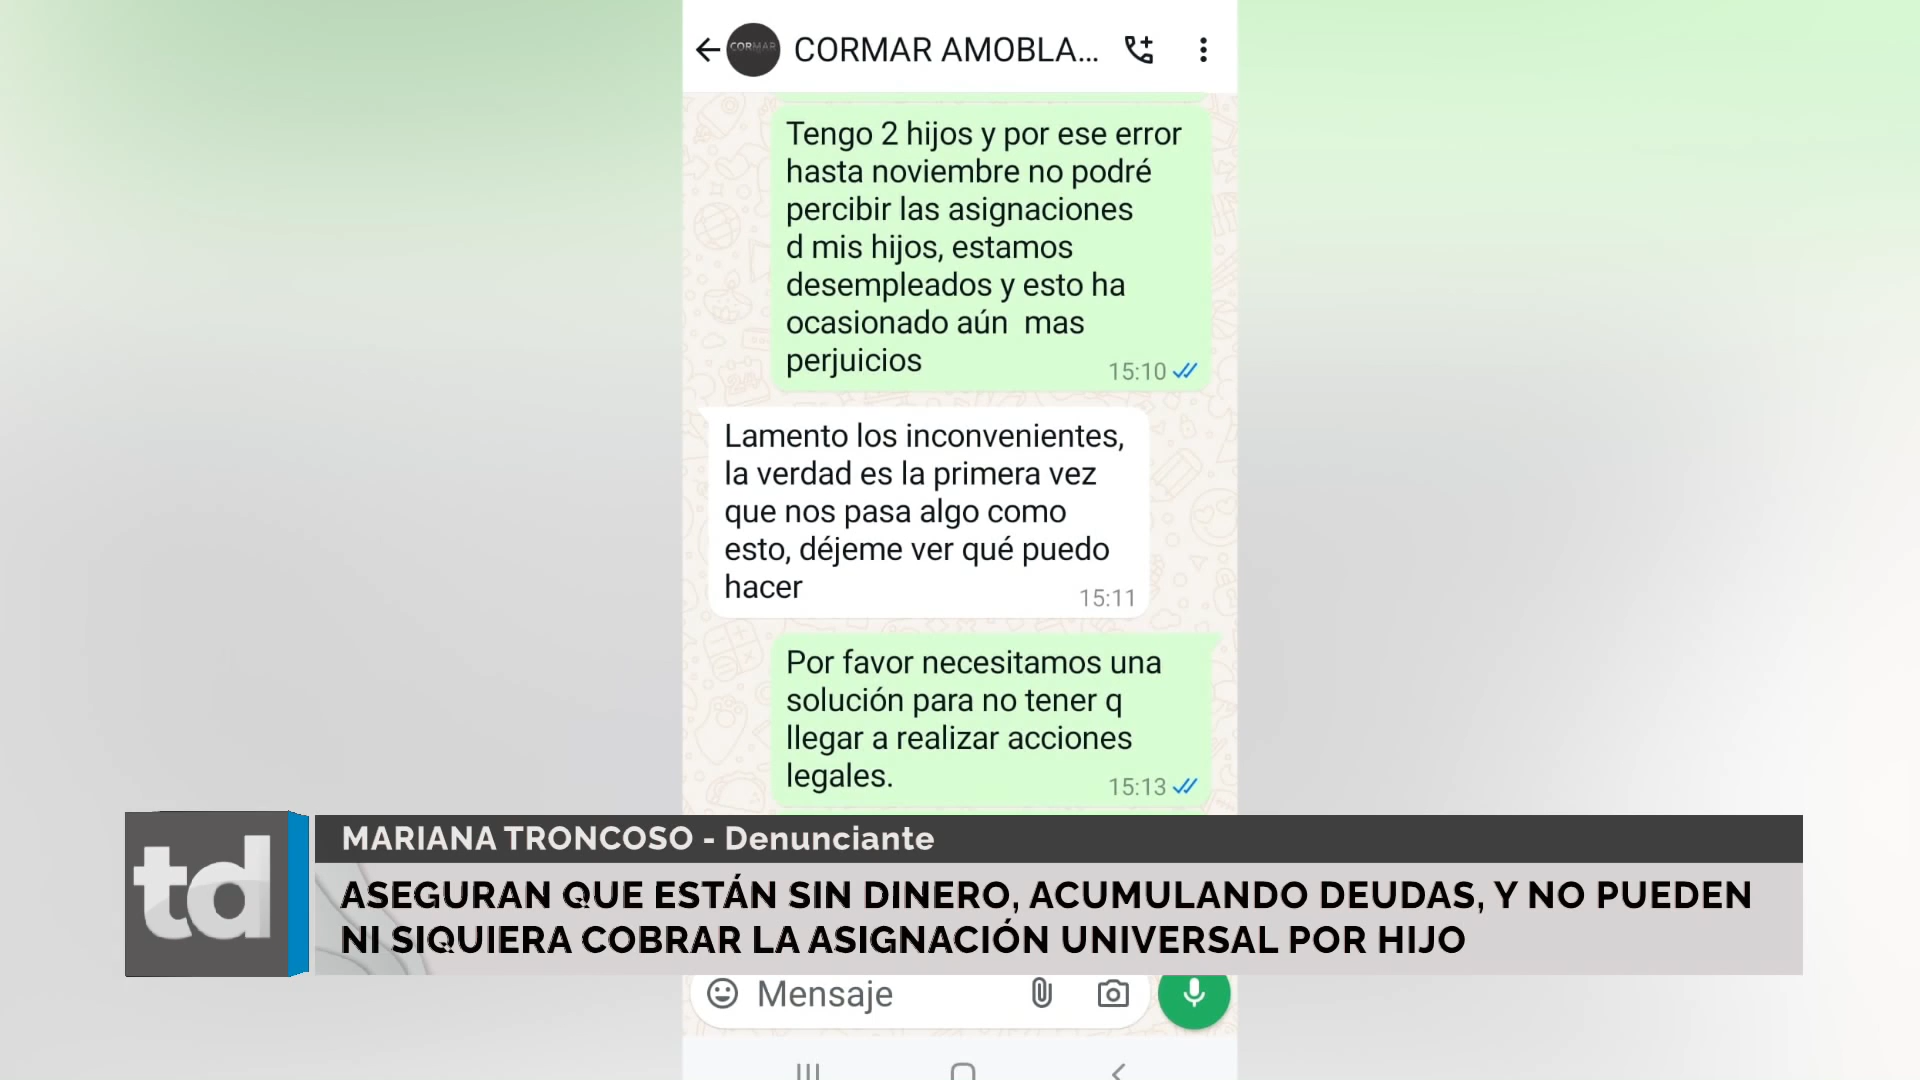 CORMAR
CORMAR AMOBLA...
Tengo 2 hijos y por ese error
hasta noviembre no podré
percibir las asignaciones
d mis hijos, estamos
desempleados y esto ha
ocasionado aún  mas
perjuicios
15:10
Lamento los inconvenientes,
la verdad es la primera vez
que nos pasa algo como
esto, déjeme ver qué puedo
hacer
15:11
Por favor necesitamos una
solución para no tener q
llegar a realizar acciones
legales.
15:13
td
MARIANA TRONCOSO - Denunciante
ASEGURAN QUE ESTÁN SIN DINERO, ACUMULANDO DEUDAS, Y NO PUEDEN
NI SIQUIERA COBRAR LA ASIGNACIÓN UNIVERSAL POR HIJO
Mensaje